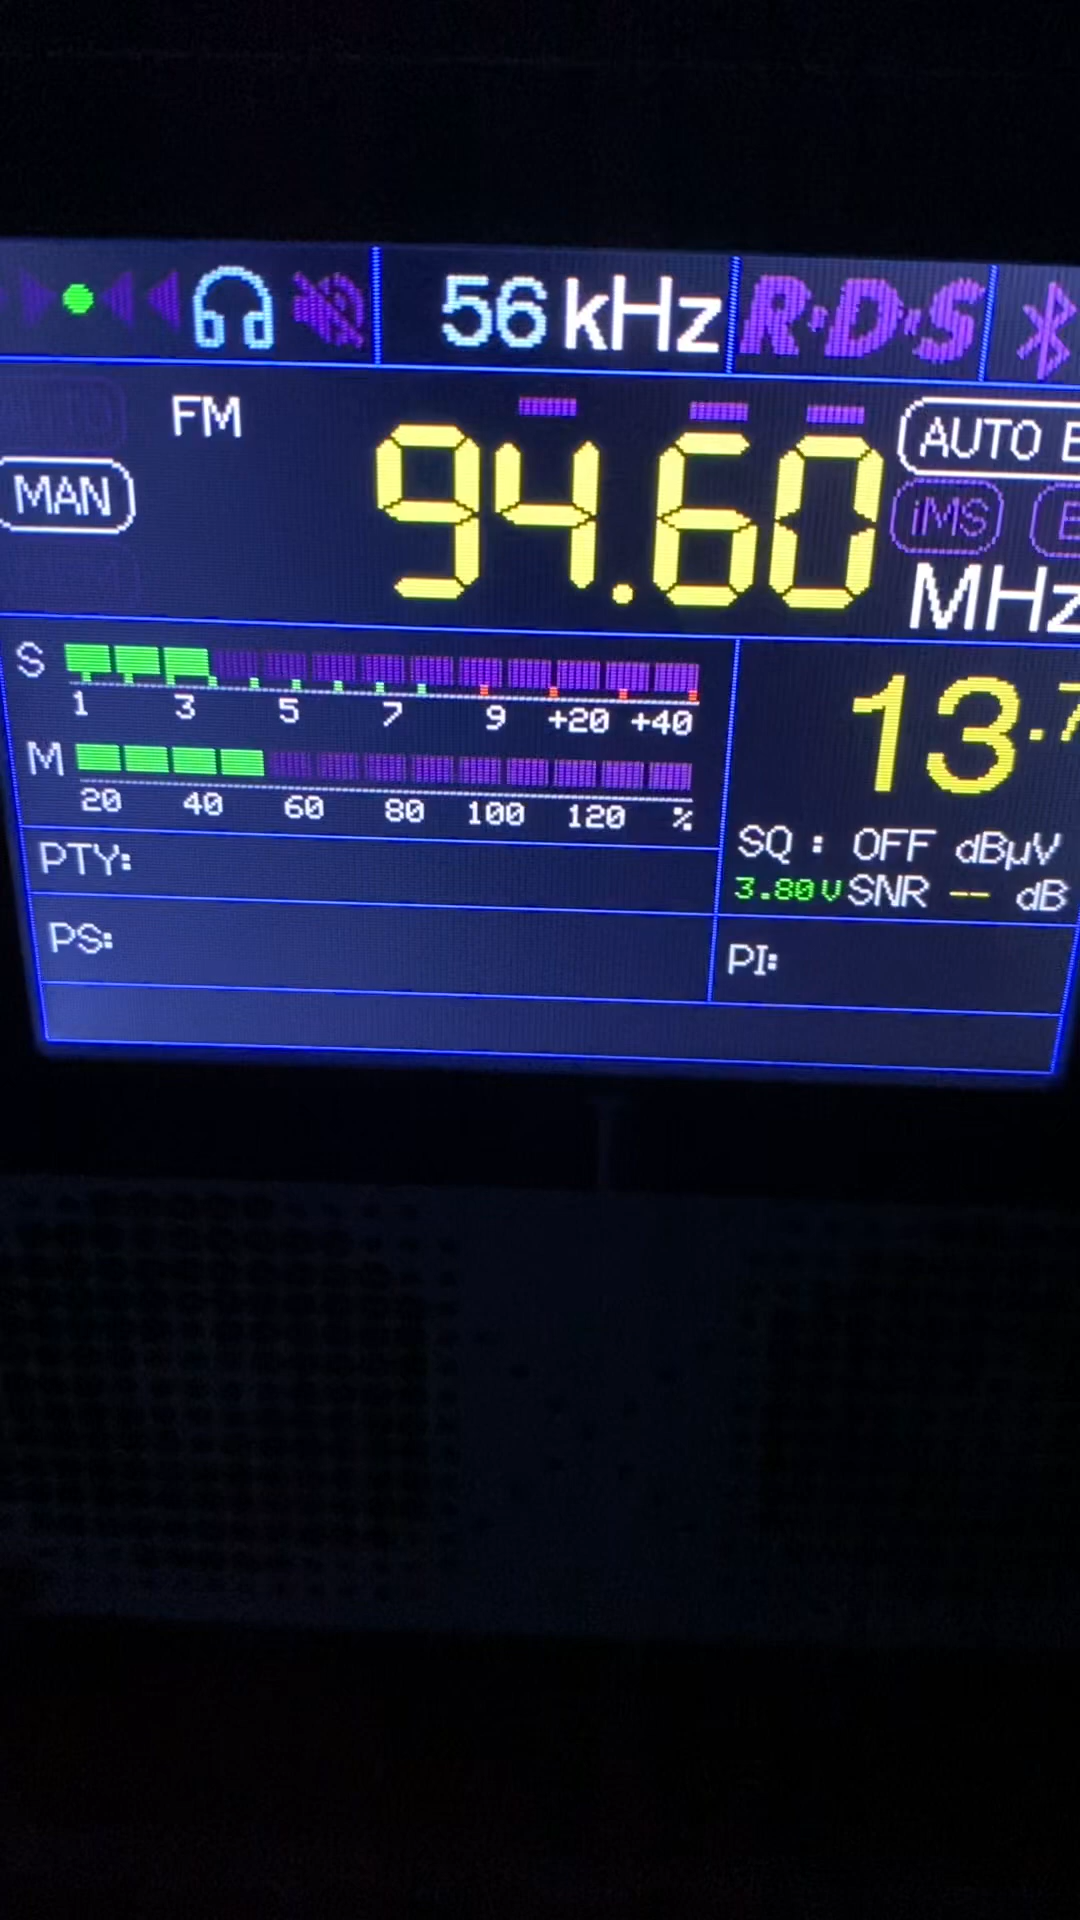 56 kHz R·D·S
FM
94.60
AUTO
MAN
iMS
MHz
S
1 3 5 7 9 +20 +40
13.7
M
20 40 60 80 100 120 %
SQ : OFF dBµV
PTY:
3.80V SNR -- dB
PS:
PI: